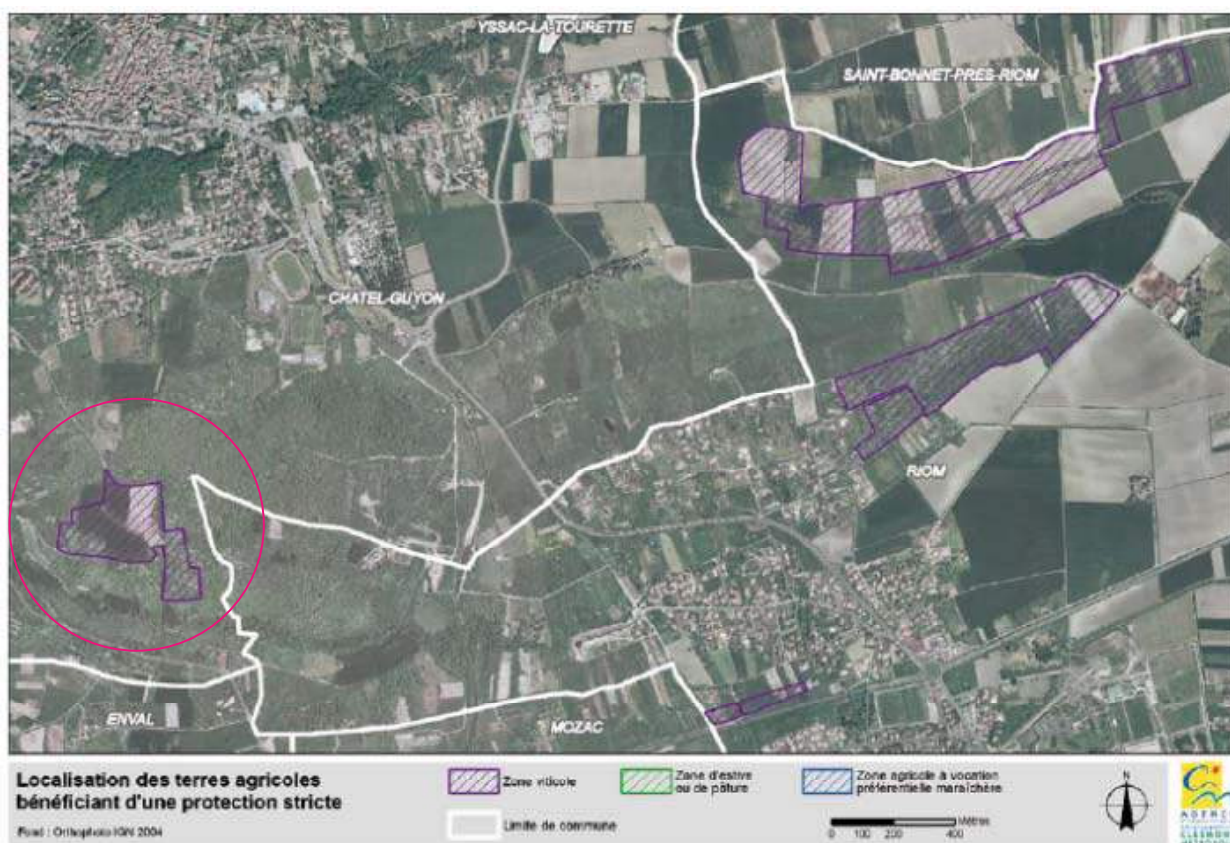 YSSAC-LA-TOURETTE
SAINT-BONNET-PRES-RIOM
CHATEL-GUYON
RIOM
ENVAL
MOZAC
Localisation des terres agricoles
bénéficiant d'une protection stricte
Fond : Orthophoto IGN 2004
Zone viticole
Zone d'estive
ou de pâture
Zone agricole à vocation
préférentielle maraîchère
Limite de commune
N
Mètres
0 100 200 400
AGENCE